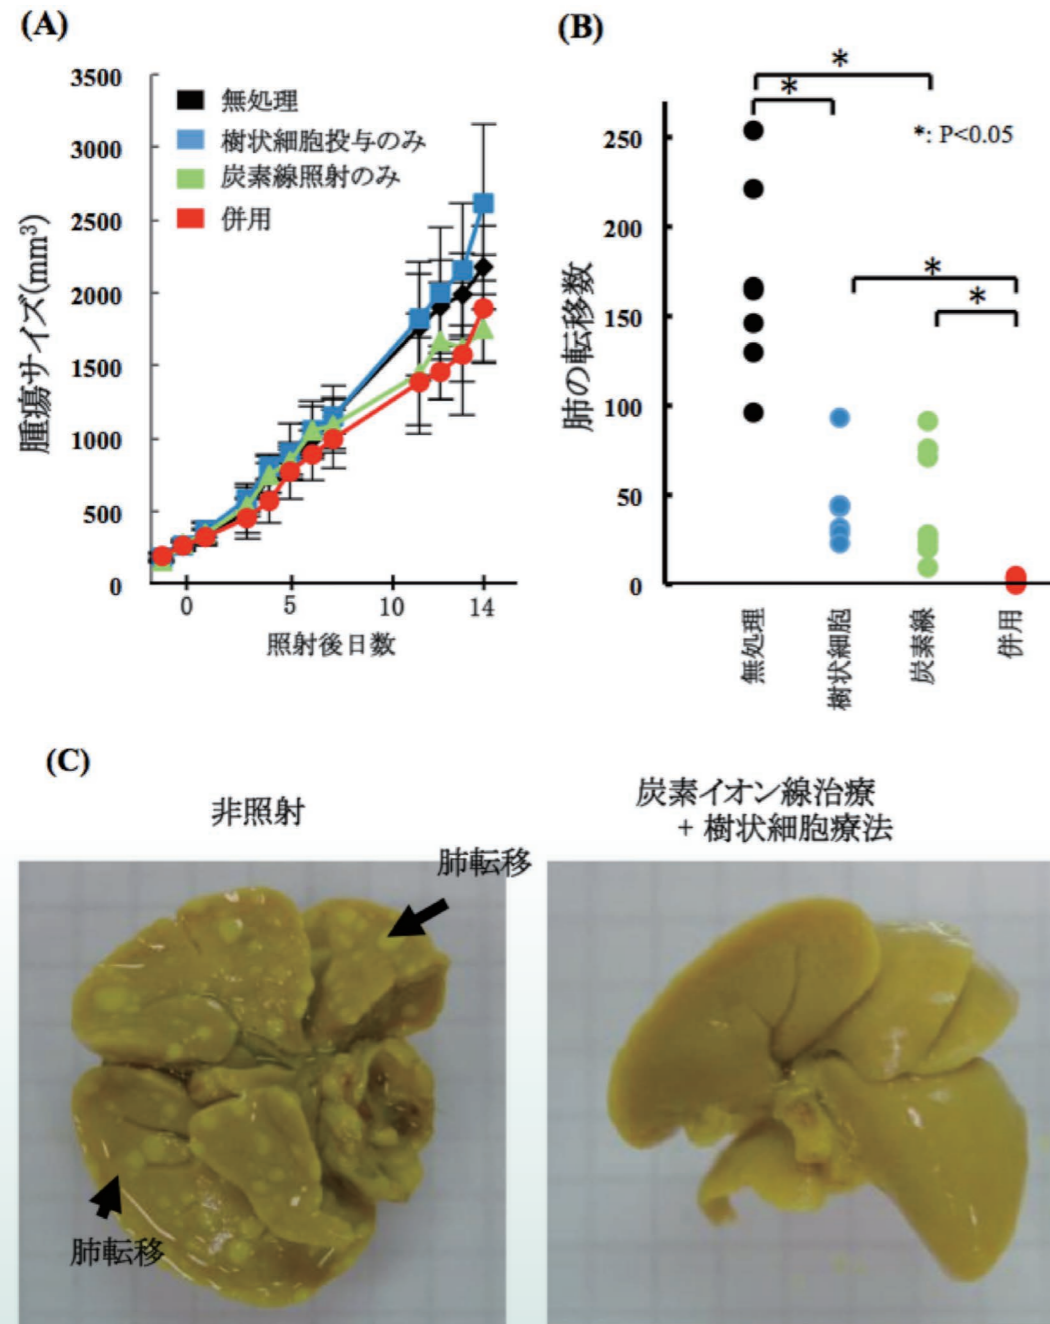 (A)
3500
3000
2500
2000
1500
1000
500
0
腫瘍サイズ(mm³)
無処理
樹状細胞投与のみ
炭素線照射のみ
併用
0 5 10 14
照射後日数
(B)
*
*
*: P<0.05
*
*
250
200
150
100
50
0
肺の転移数
無処理
樹状細胞
炭素線
併用
(C)
非照射
炭素イオン線治療
+ 樹状細胞療法
肺転移
肺転移